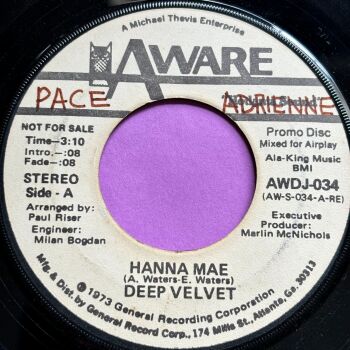 A Michael Thevis Enterprise
AWARE
PACE
ADRIENNE
NOT FOR SALE
Time—3:10
Intro.—:08
Fade—:08
STEREO
Side - A
Arranged by:
Paul Riser
Engineer:
Milan Bogdan
Promo Disc
Mixed for Airplay
Ala-King Music
BMI
AWDJ-034
(AW-S-034-A-RE)
Executive
Producer:
Marlin McNichols
HANNA MAE
(A. Waters-E. Waters)
DEEP VELVET
Ⓟ 1973 General Recording Corporation
Mfg. & Dist. by General Record Corp., 174 Mills St., Atlanta, Ga. 30313